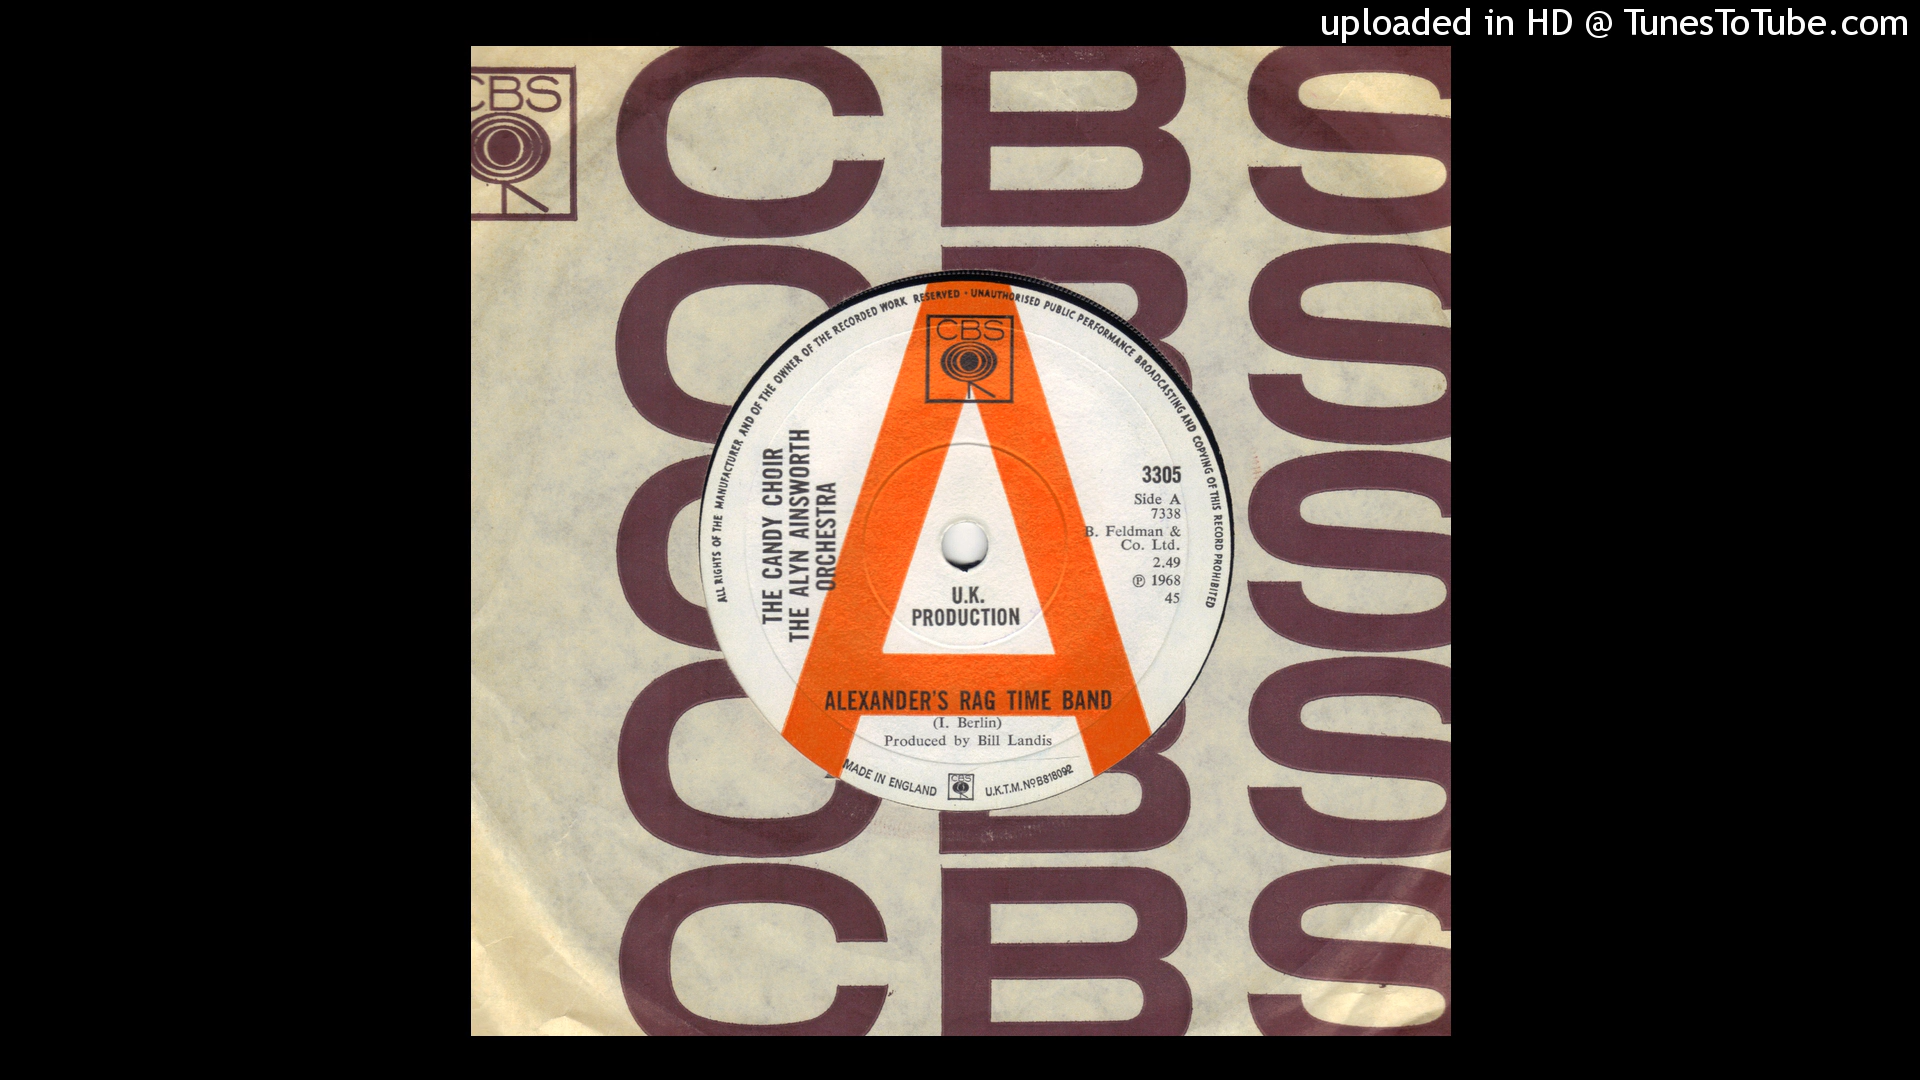 uploaded in HD @ TunesToTube.com
CBS
CBS
CBS
CBS
CBS
CBS
ALL RIGHTS OF THE MANUFACTURER AND OF THE OWNER OF THE RECORDED WORK RESERVED · UNAUTHORISED PUBLIC PERFORMANCE BROADCASTING AND COPYING OF THIS RECORD PROHIBITED
CBS
A
THE CANDY CHOIR
THE ALYN AINSWORTH
ORCHESTRA
3305
Side A
7338
B. Feldman &
Co. Ltd.
2.49
℗ 1968
45
U.K.
PRODUCTION
ALEXANDER'S RAG TIME BAND
(I. Berlin)
Produced by Bill Landis
MADE IN ENGLAND CBS U.K.T.M. Nº B818092